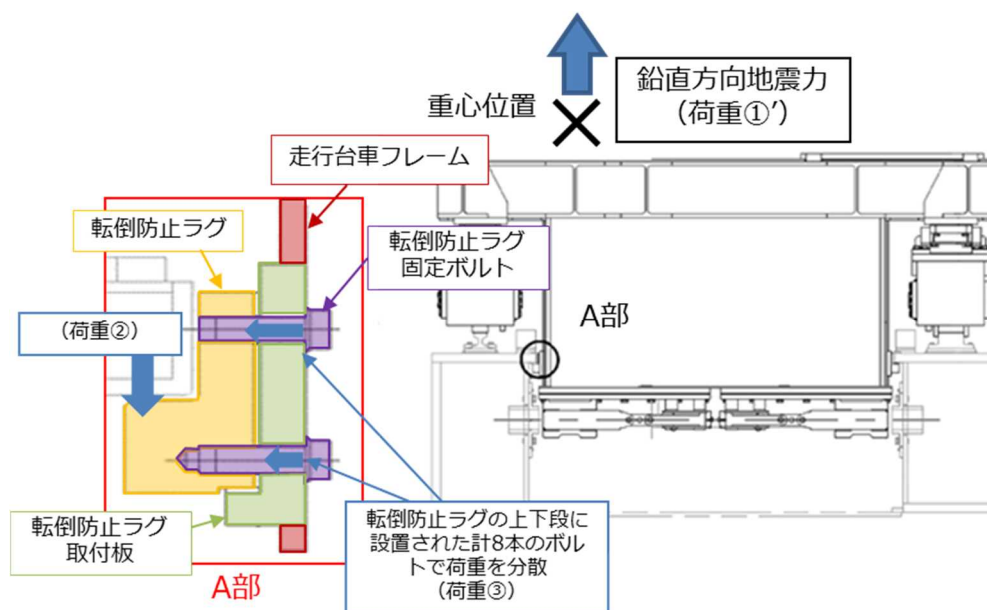 鉛直方向地震力
（荷重①’）
重心位置
走行台車フレーム
転倒防止ラグ
転倒防止ラグ
固定ボルト
（荷重②）
A部
転倒防止ラグ
取付板
転倒防止ラグの上下段に
設置された計8本のボル
トで荷重を分散
（荷重③）
A部